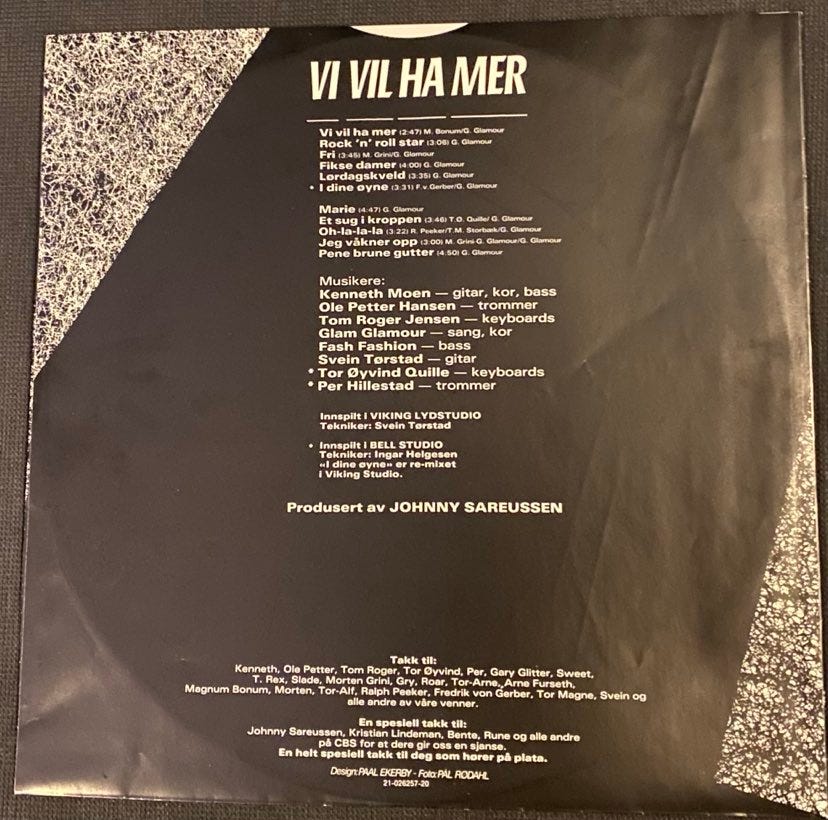 VI VIL HA MER
Vi vil ha mer (2:47) M. Bonum/G. Glamour
Rock 'n' roll star (3:06) G. Glamour
Fri (3:45) M. Grini/G. Glamour
Fikse damer (4:00) G. Glamour
Lørdagskveld (3:35) G. Glamour
• I dine øyne (3:31) F.v.Gerber/G. Glamour
Marie (4:47) G. Glamour
Et sug i kroppen (3:46) T.O. Quille/ G. Glamour
Oh-la-la-la (3:22) R. Peeker/T.M. Storbæk/G. Glamour
Jeg våkner opp (3:00) M. Grini-G. Glamour/G. Glamour
Pene brune gutter (4:50) G. Glamour
Musikere:
Kenneth Moen — gitar, kor, bass
Ole Petter Hansen — trommer
Tom Roger Jensen — keyboards
Glam Glamour — sang, kor
Fash Fashion — bass
Svein Tørstad — gitar
* Tor Øyvind Quille — keyboards
* Per Hillestad — trommer
Innspilt i VIKING LYDSTUDIO
Tekniker: Svein Tørstad
• Innspilt i BELL STUDIO
Tekniker: Ingar Helgesen
«I dine øyne» er re-mixet
i Viking Studio.
Produsert av JOHNNY SAREUSSEN
Takk til:
Kenneth, Ole Petter, Tom Roger, Tor Øyvind, Per, Gary Glitter, Sweet,
T. Rex, Slade, Morten Grini, Gry, Roar, Tor-Arne, Arne Furseth,
Magnum Bonum, Morten, Tor-Alf, Ralph Peeker, Fredrik von Gerber, Tor Magne, Svein og
alle andre av våre venner.
En spesiell takk til:
Johnny Sareussen, Kristian Lindeman, Bente, Rune og alle andre
på CBS for at dere gir oss en sjanse.
En helt spesiell takk til deg som hører på plata.
Design: PAAL EKERBY - Foto: PÅL RØDAHL
21-026257-20